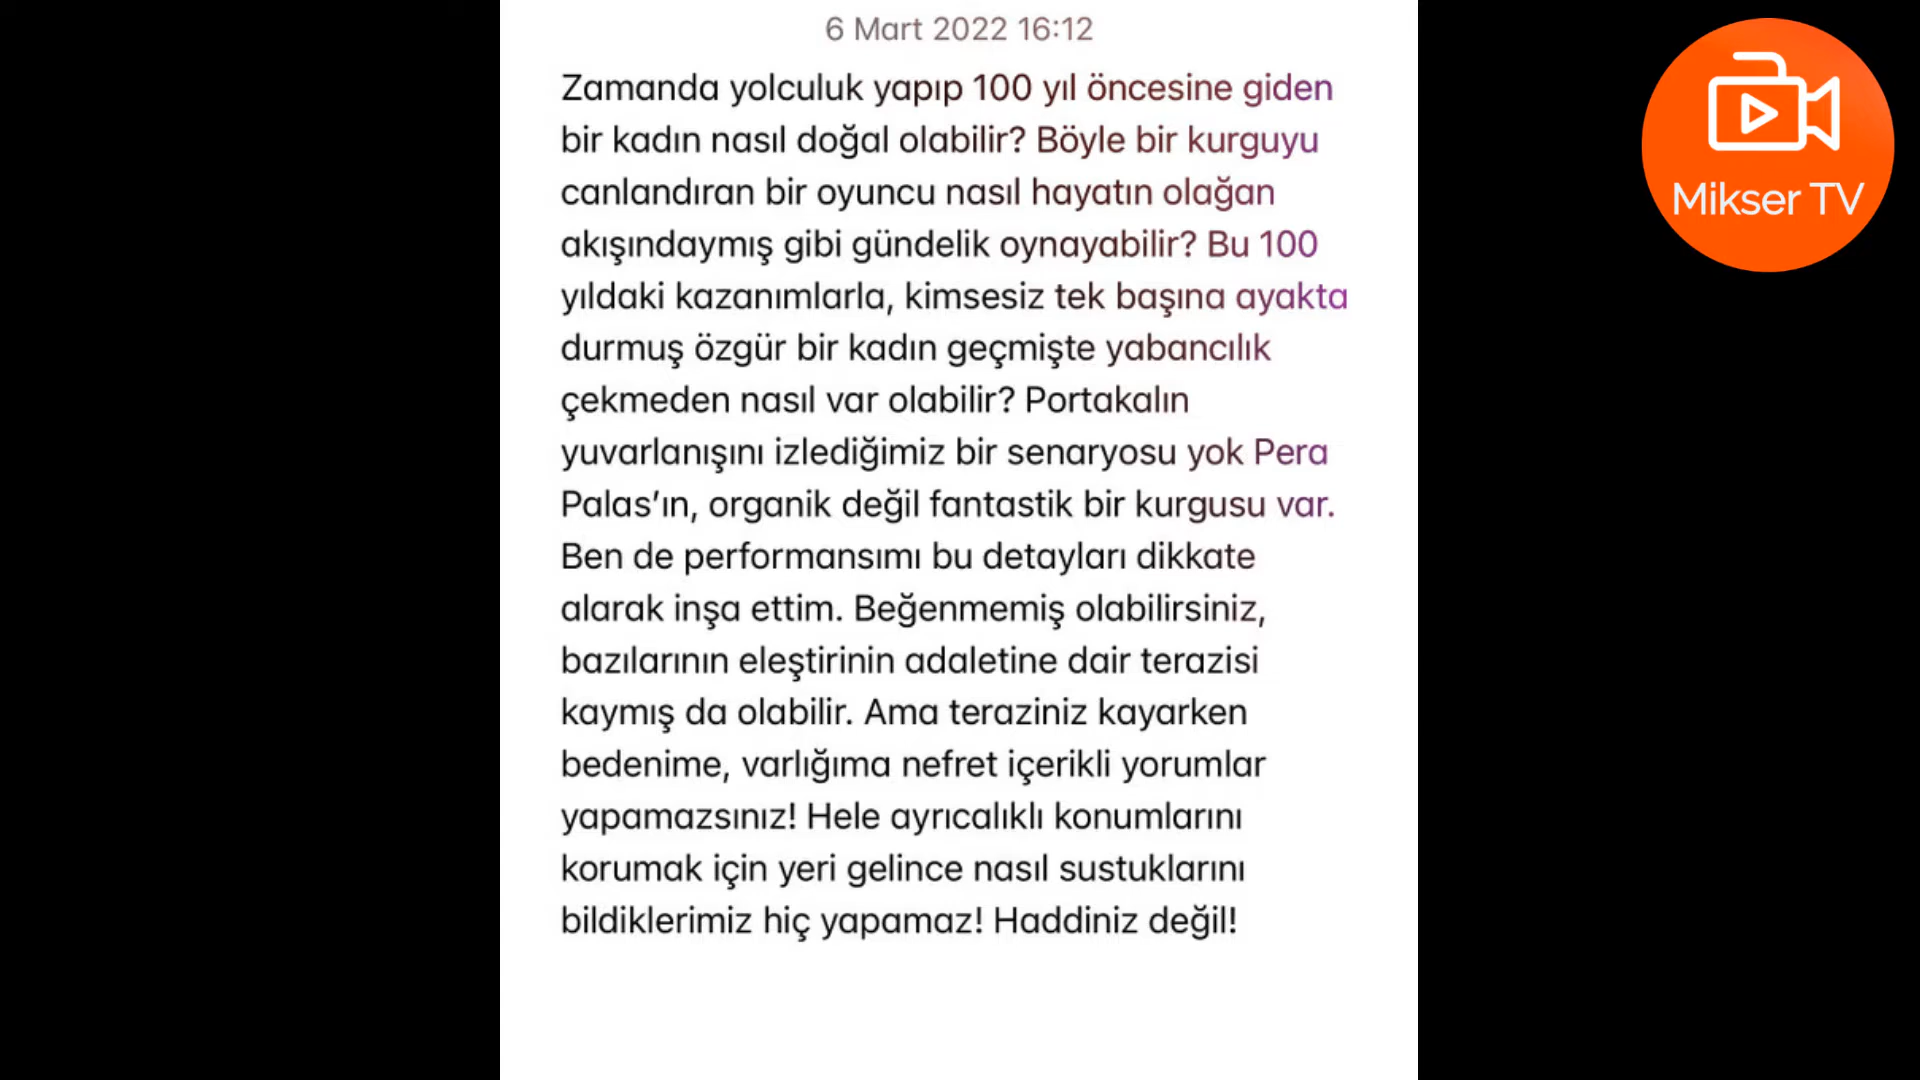 6 Mart 2022 16:12
Zamanda yolculuk yapıp 100 yıl öncesine giden
bir kadın nasıl doğal olabilir? Böyle bir kurguyu
canlandıran bir oyuncu nasıl hayatın olağan
akışındaymış gibi gündelik oynayabilir? Bu 100
yıldaki kazanımlarla, kimsesiz tek başına ayakta
durmuş özgür bir kadın geçmişte yabancılık
çekmeden nasıl var olabilir? Portakalın
yuvarlanışını izlediğimiz bir senaryosu yok Pera
Palas’ın, organik değil fantastik bir kurgusu var.
Ben de performansımı bu detayları dikkate
alarak inşa ettim. Beğenmemiş olabilirsiniz,
bazılarının eleştirinin adaletine dair terazisi
kaymış da olabilir. Ama teraziniz kayarken
bedenime, varlığıma nefret içerikli yorumlar
yapamazsınız! Hele ayrıcalıklı konumlarını
korumak için yeri gelince nasıl sustuklarını
bildiklerimiz hiç yapamaz! Haddiniz değil!
Mikser TV